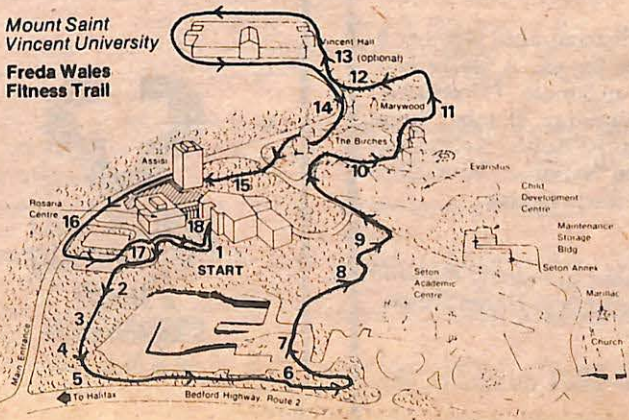 Mount Saint
Vincent University
Freda Wales
Fitness Trail
Vincent Hall
13 (optional)
12
14
Marywood
11
The Birches
Assisi
10
15
Evaristus
Rosaria
Centre
Child
Development
Centre
16
18
Maintenance
Storage
Bldg
17
1
9
START
Seton Annex
8
2
Seton
Academic
Centre
Marillac
3
Church
4
7
5
6
Main Entrance
To Halifax
Bedford Highway, Route 2